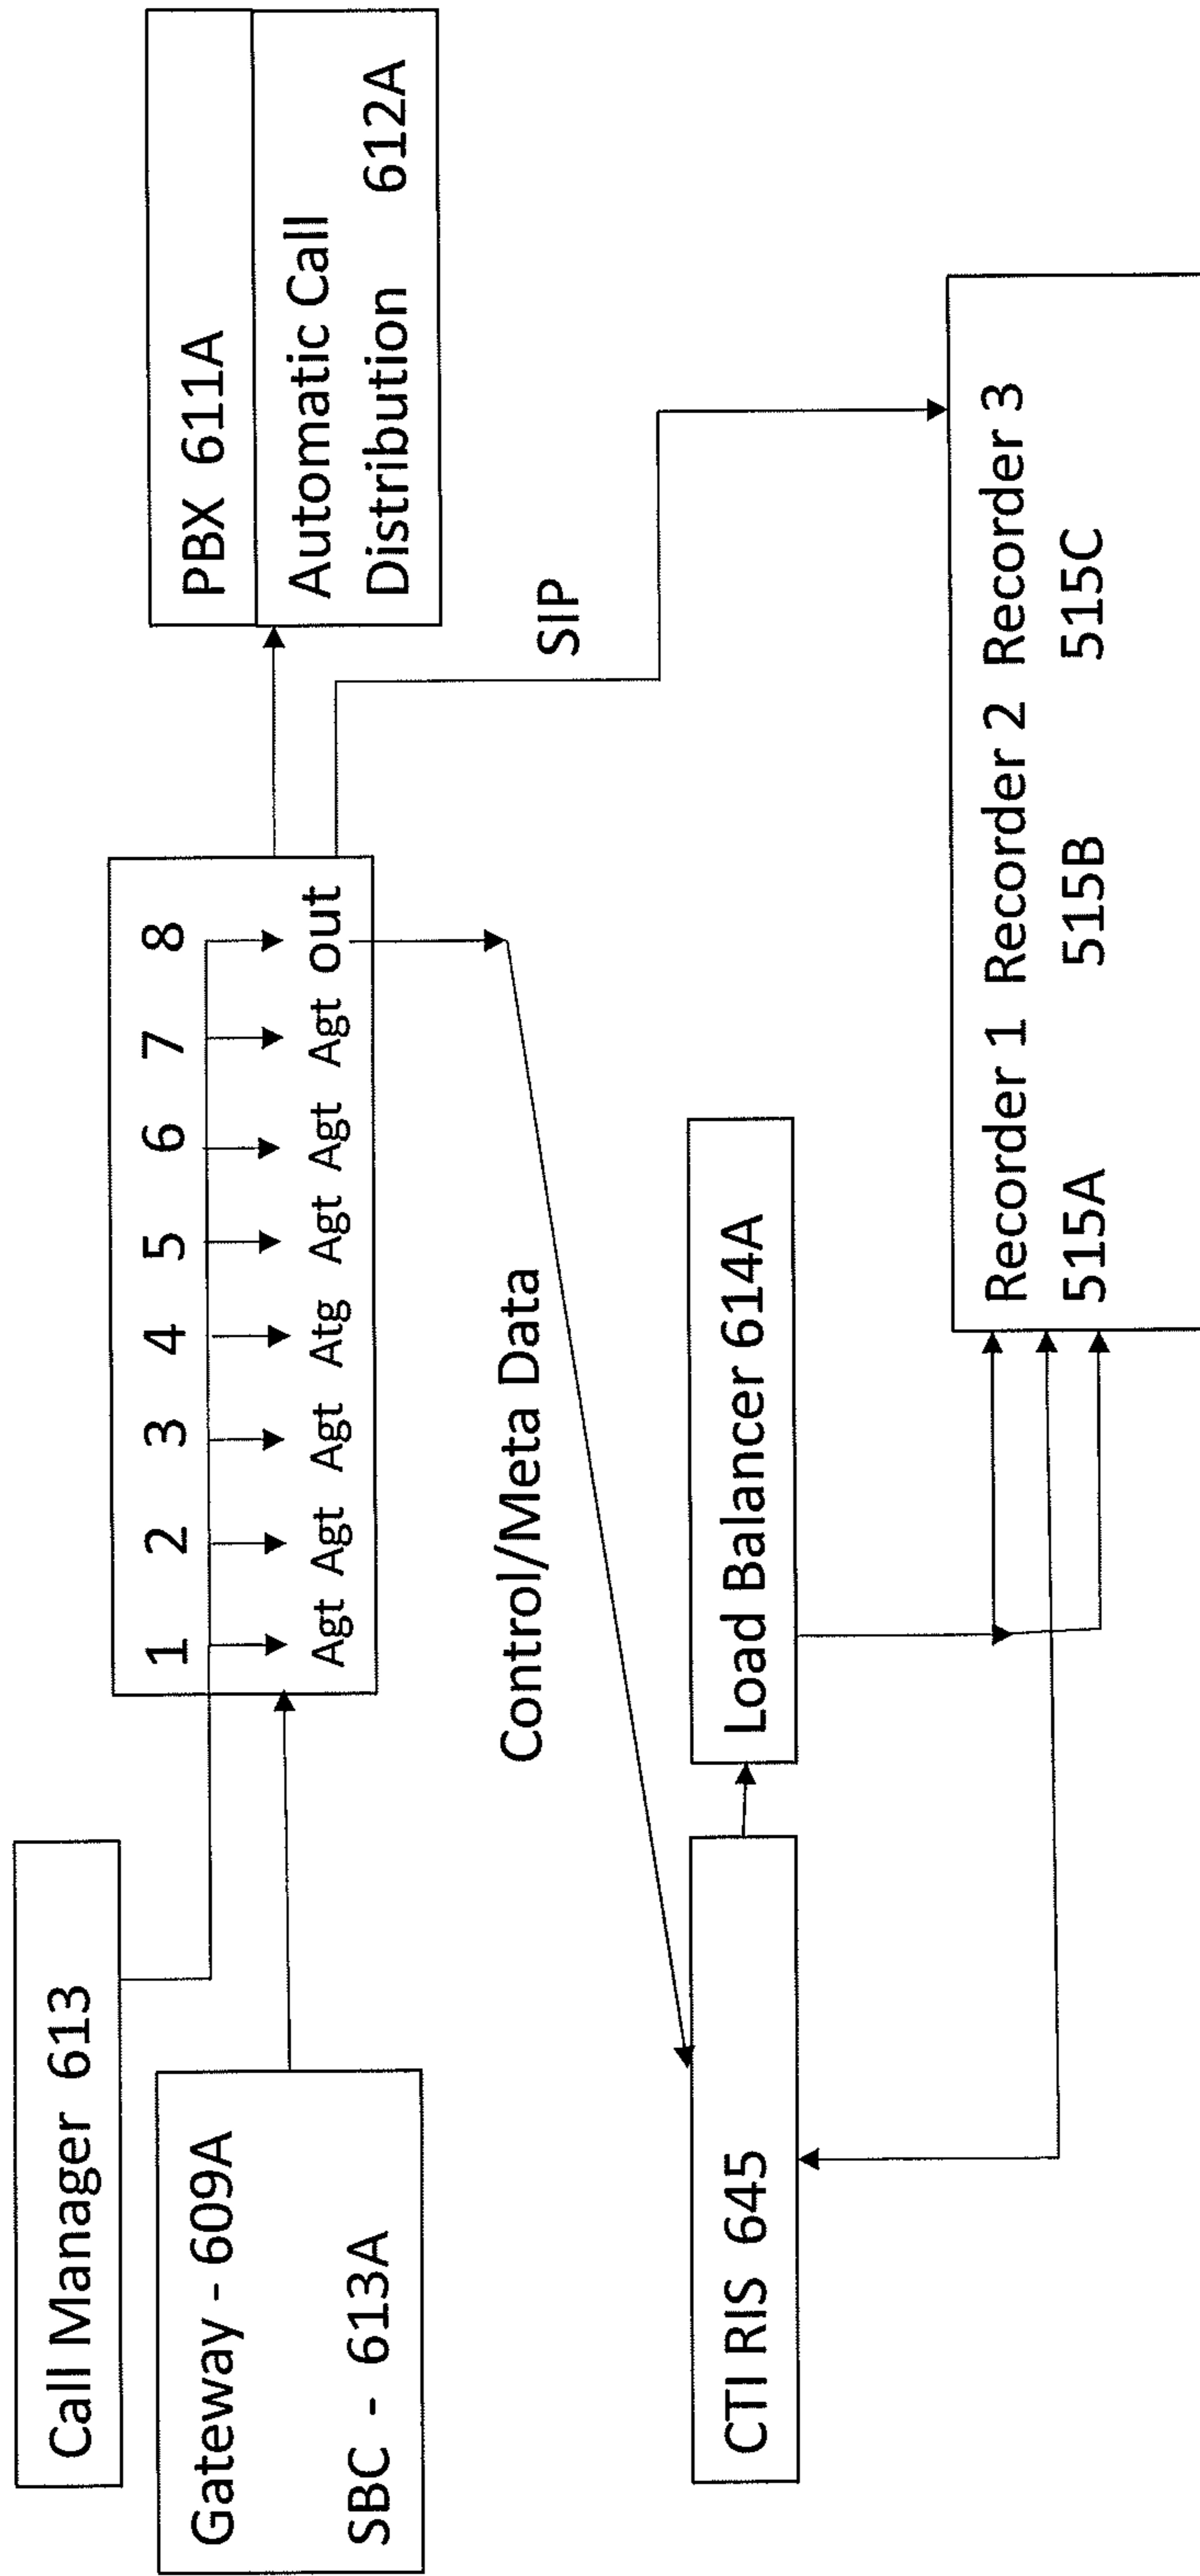 Call Manager 613
Gateway - 609A
SBC - 613A
1 2 3 4 5 6 7 8
Agt Agt Agt Atg Agt Agt Agt out
PBX 611A
Automatic Call
Distribution 612A
Control/Meta Data
SIP
CTI RIS 645
Load Balancer 614A
Recorder 1 Recorder 2 Recorder 3
515A 515B 515C